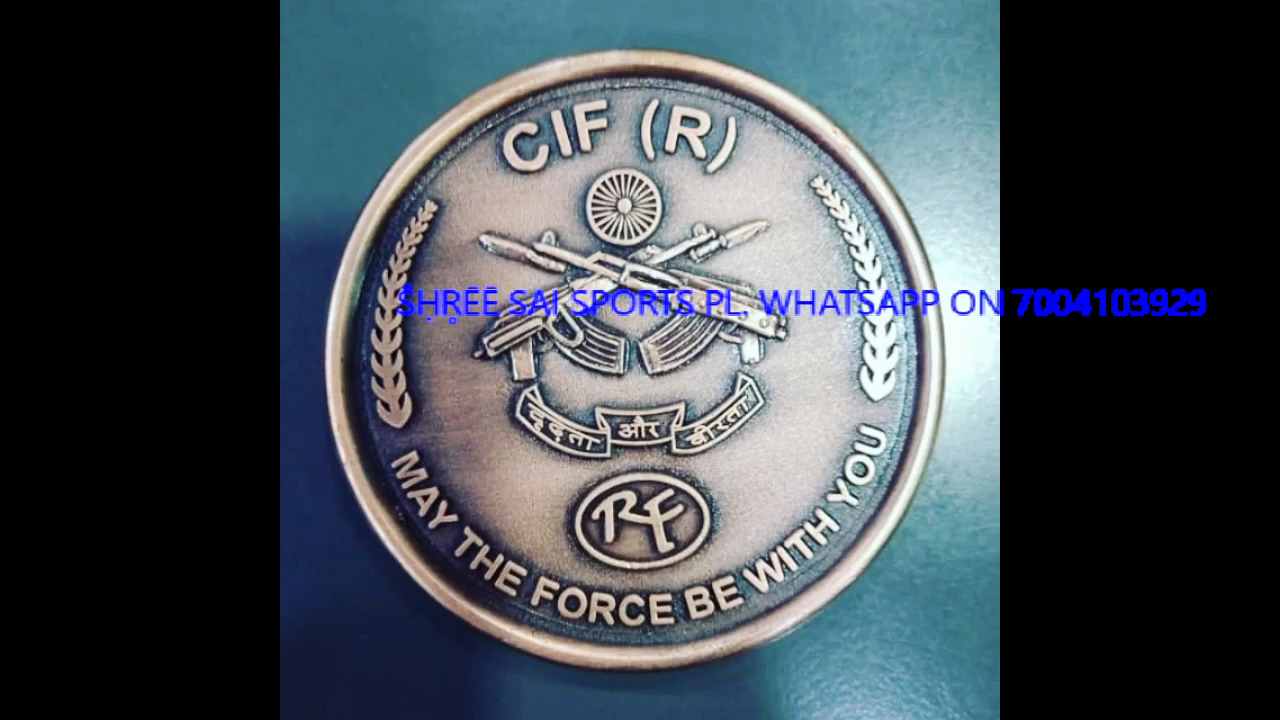 CIF (R)
SHREE SAI SPORTS PL. WHATSAPP ON 7004103929
दृढ़ता और वीरता
RF
MAY THE FORCE BE WITH YOU